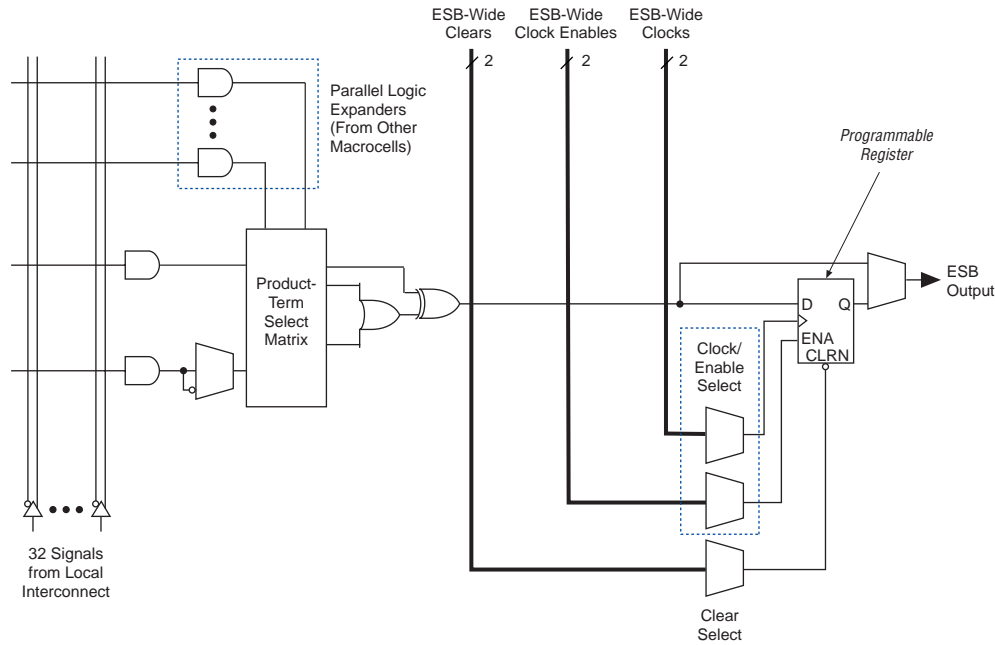 ESB-Wide
Clears
ESB-Wide
Clock Enables
ESB-Wide
Clocks
2
2
2
Parallel Logic
Expanders
(From Other
Macrocells)
Programmable
Register
Product-
Term
Select
Matrix
ESB
Output
D
Q
ENA
CLRN
Clock/
Enable
Select
32 Signals
from Local
Interconnect
Clear
Select